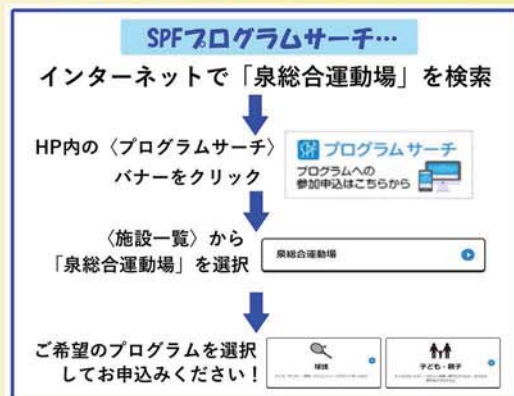 SPFプログラムサーチ…
インターネットで「泉総合運動場」を検索
HP内の〈プログラムサーチ〉
バナーをクリック
プログラムサーチ
プログラムへの
参加申込はこちらから
〈施設一覧〉から
「泉総合運動場」を選択
泉総合運動場
ご希望のプログラムを選択
してお申込みください!
球技
子ども・親子